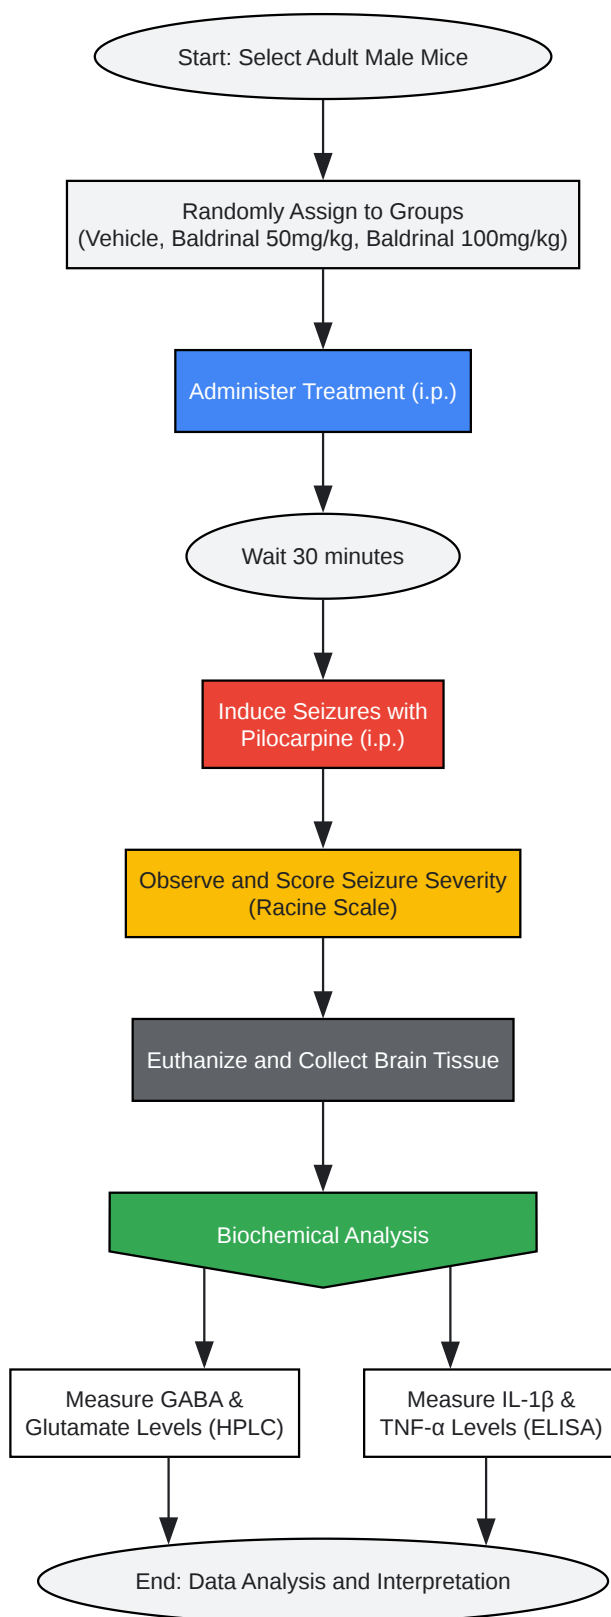 Start: Select Adult Male Mice
Randomly Assign to Groups
(Vehicle, Baldrinal 50mg/kg, Baldrinal 100mg/kg)
Administer Treatment (i.p.)
Wait 30 minutes
Induce Seizures with
Pilocarpine (i.p.)
Observe and Score Seizure Severity
(Racine Scale)
Euthanize and Collect Brain Tissue
Biochemical Analysis
Measure GABA &
Glutamate Levels (HPLC)
Measure IL-1β &
TNF-α Levels (ELISA)
End: Data Analysis and Interpretation